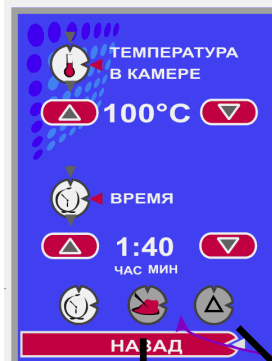 ТЕМПЕРАТУРА
В КАМЕРЕ
100°C
ВРЕМЯ
1:40
ЧАС МИН
НАЗАД